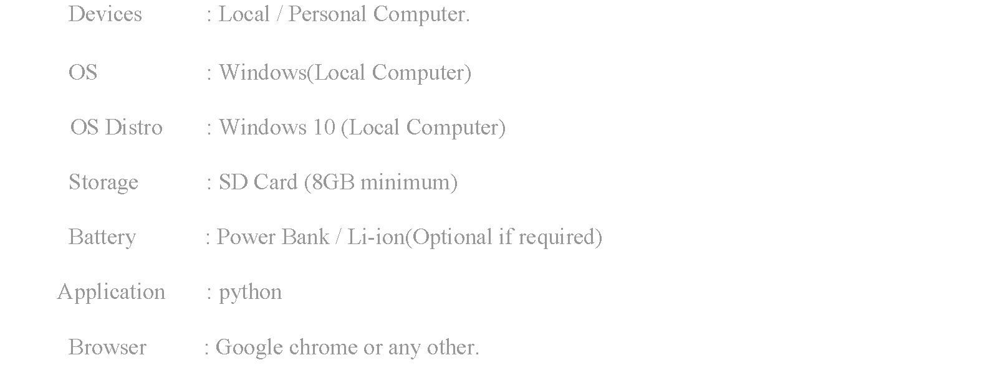 Devices : Local / Personal Computer.
OS : Windows(Local Computer)
OS Distro : Windows 10 (Local Computer)
Storage : SD Card (8GB minimum)
Battery : Power Bank / Li-ion(Optional if required)
Application : python
Browser : Google chrome or any other.